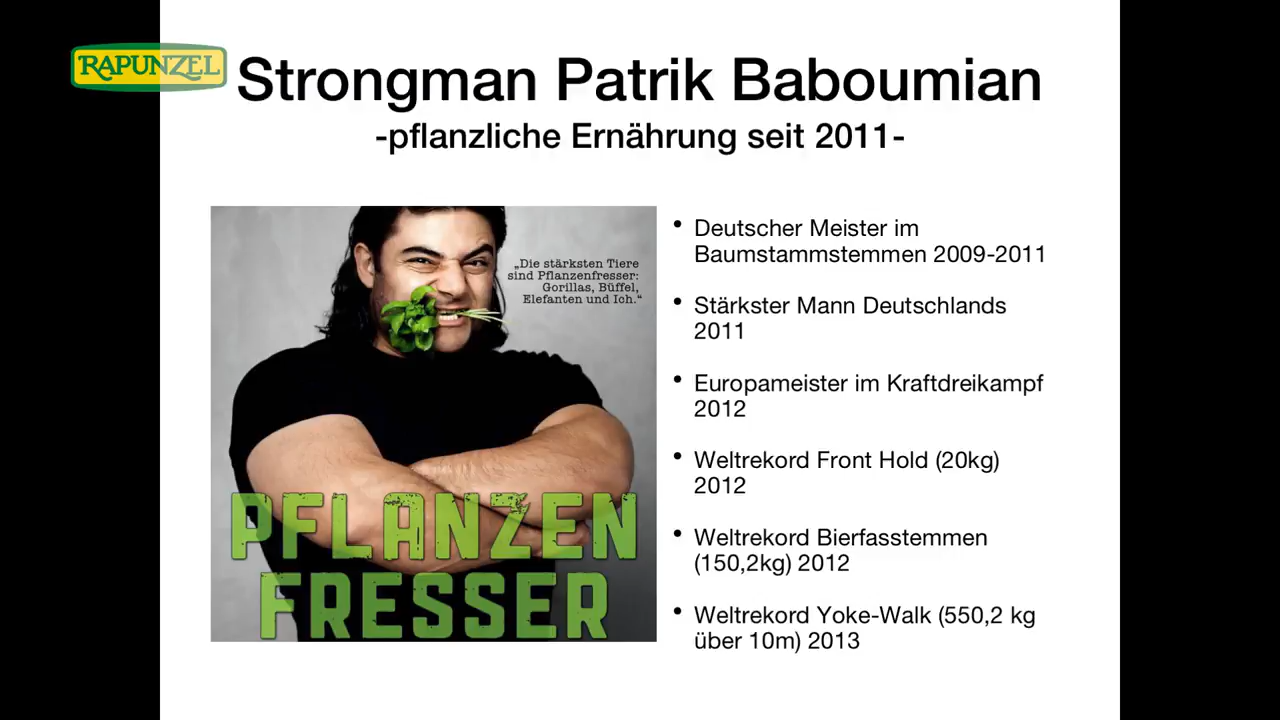 RAPUNZEL
Strongman Patrik Baboumian
-pflanzliche Ernährung seit 2011-
„Die stärksten Tiere
sind Pflanzenfresser:
Gorillas, Büffel,
Elefanten und Ich.“
PFLANZEN
FRESSER
• Deutscher Meister im
Baumstammstemmen 2009-2011
• Stärkster Mann Deutschlands
2011
• Europameister im Kraftdreikampf
2012
• Weltrekord Front Hold (20kg)
2012
• Weltrekord Bierfasstemmen
(150,2kg) 2012
• Weltrekord Yoke-Walk (550,2 kg
über 10m) 2013